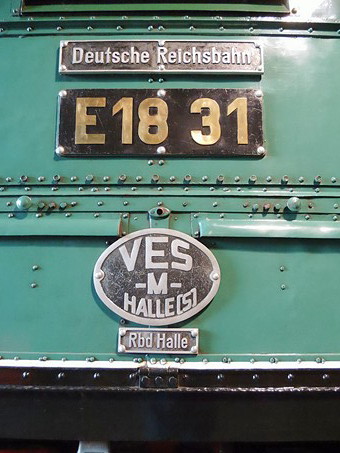 Deutsche Reichsbahn
E18 31
VES
-M-
HALLE(S)
Rbd Halle